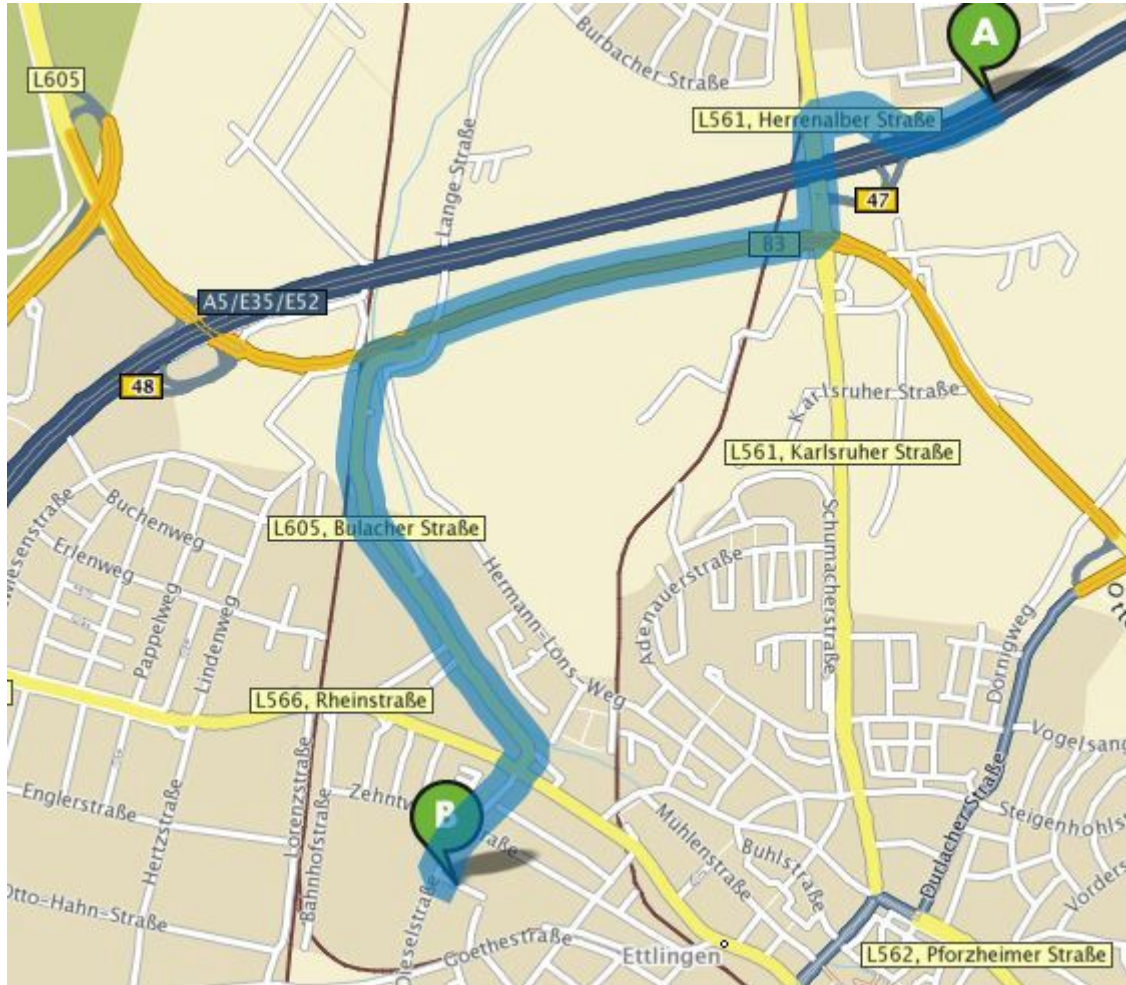 A
Burbacher Straße
L605
L561, Herrenalber Straße
Lange Straße
47
B3
A5/E35/E52
48
Karlsruher Straße
L561, Karlsruher Straße
Buchenweg
L605, Bulacher Straße
Schumacherstraße
Erlenweg
Hermann-Löns-Weg
Adenauerstraße
Pappelweg
Lindenweg
Dornigweg
L566, Rheinstraße
Vogelsang
Lorenzstraße
Bahnhofstraße
Englerstraße
Hertzstraße
B
Mühlenstraße
Buhlstraße
Durlacher Straße
Otto-Hahn-Straße
Dieselstraße
Goethestraße
Ettlingen
L562, Pforzheimer Straße